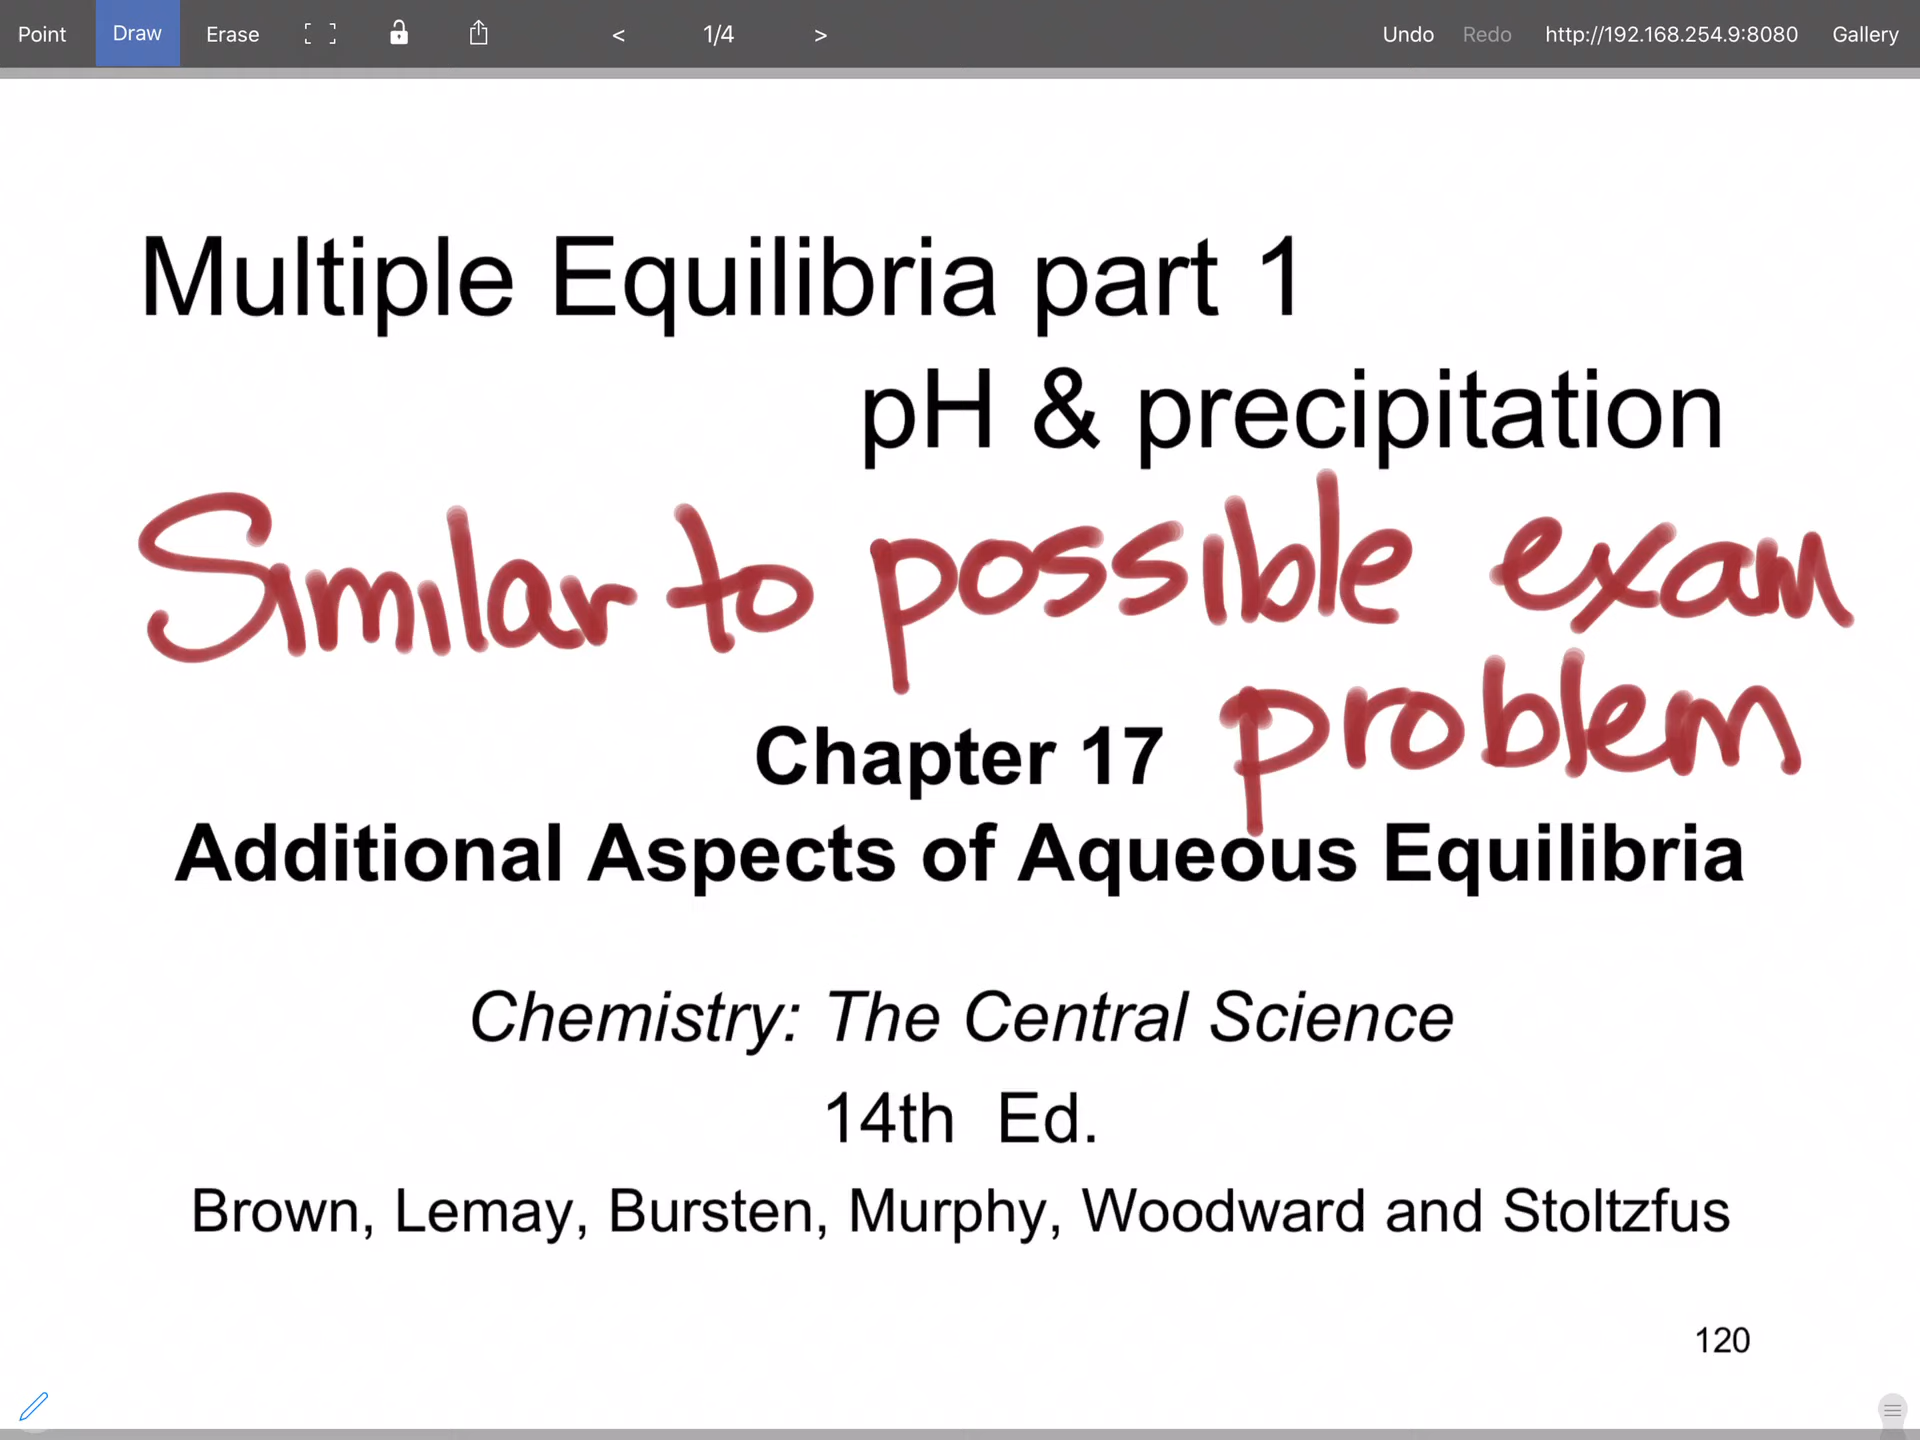 Point Draw Erase < 1/4 > Undo Redo http://192.168.254.9:8080 Gallery
Multiple Equilibria part 1
pH & precipitation
Similar to possible exam
problem
Chapter 17
Additional Aspects of Aqueous Equilibria
Chemistry: The Central Science
14th Ed.
Brown, Lemay, Bursten, Murphy, Woodward and Stoltzfus
120